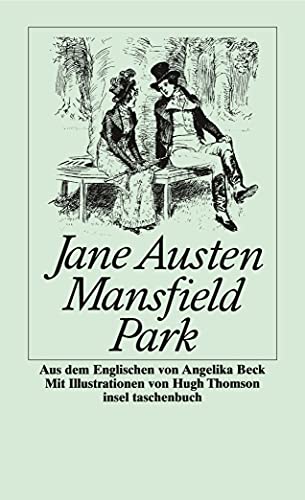 Jane Austen
Mansfield
Park
Aus dem Englischen von Angelika Beck
Mit Illustrationen von Hugh Thomson
insel taschenbuch